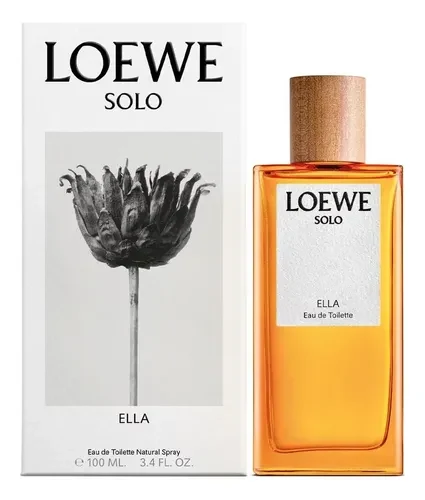 LOEWE
SOLO
ELLA
Eau de Toilette Natural Spray
℮ 100 ML. 3.4 FL. OZ.
LOEWE
SOLO
ELLA
Eau de Toilette